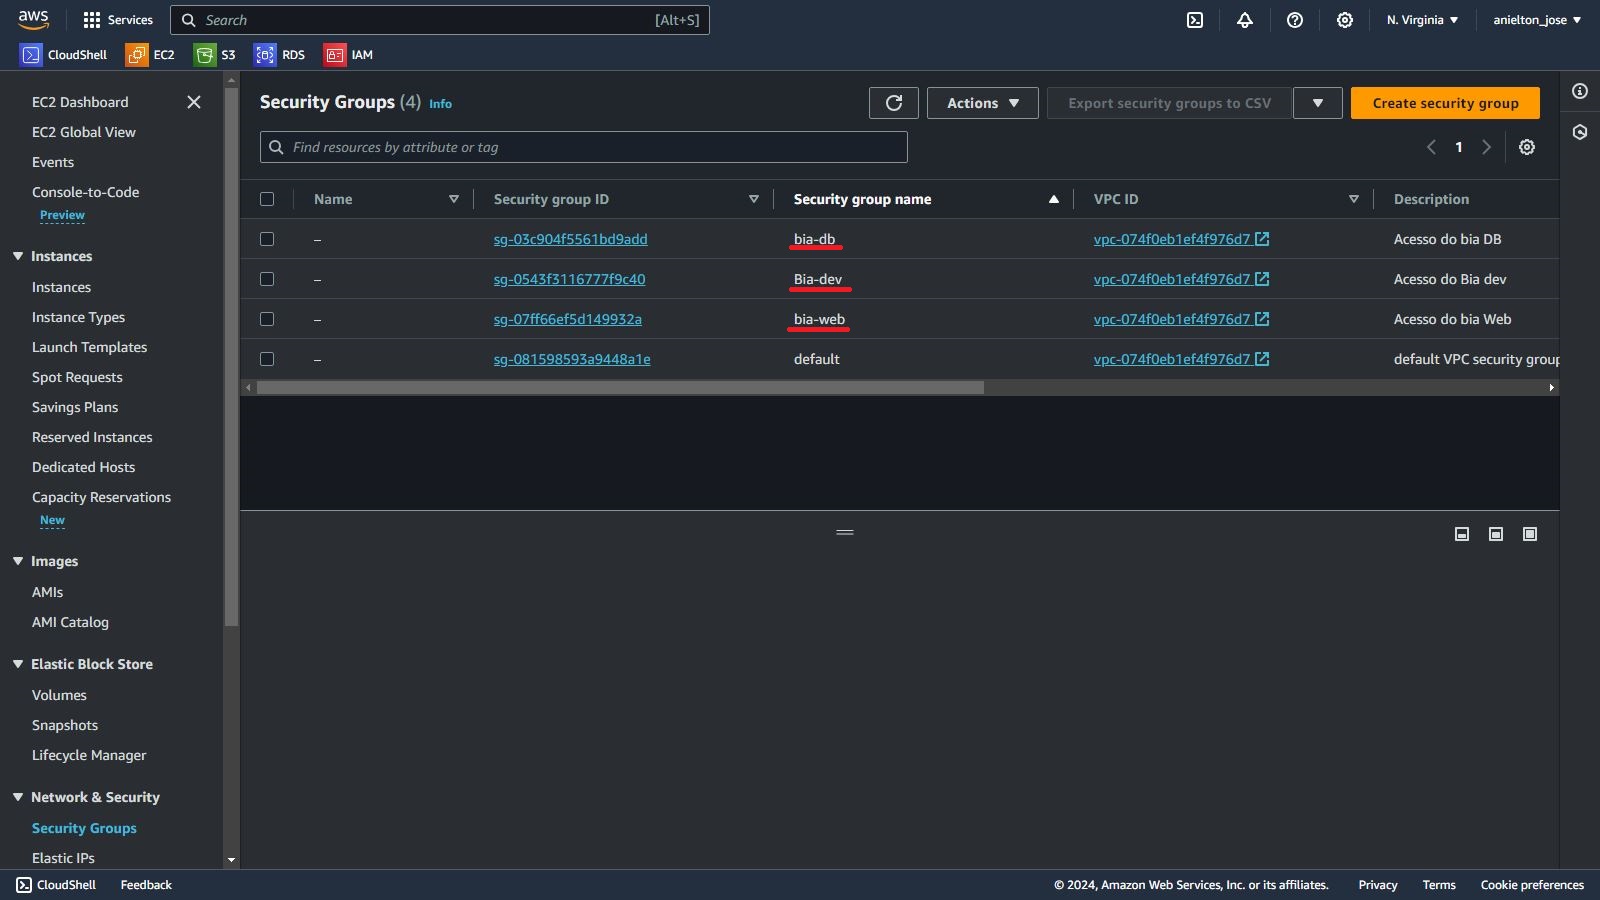 aws Services Search [Alt+S] N. Virginia anielton_jose
CloudShell EC2 S3 RDS IAM
EC2 Dashboard
EC2 Global View
Events
Console-to-Code
Preview
Instances
Instances
Instance Types
Launch Templates
Spot Requests
Savings Plans
Reserved Instances
Dedicated Hosts
Capacity Reservations
New
Images
AMIs
AMI Catalog
Elastic Block Store
Volumes
Snapshots
Lifecycle Manager
Network & Security
Security Groups
Elastic IPs
Security Groups (4) Info Actions Export security groups to CSV Create security group
Find resources by attribute or tag 1
Name Security group ID Security group name VPC ID Description
– sg-03c904f5561bd9add bia-db vpc-074f0eb1ef4f976d7 Acesso do bia DB
– sg-0543f3116777f9c40 Bia-dev vpc-074f0eb1ef4f976d7 Acesso do Bia dev
– sg-07ff66ef5d149932a bia-web vpc-074f0eb1ef4f976d7 Acesso do bia Web
– sg-081598593a9448a1e default vpc-074f0eb1ef4f976d7 default VPC security group
CloudShell Feedback © 2024, Amazon Web Services, Inc. or its affiliates. Privacy Terms Cookie preferences